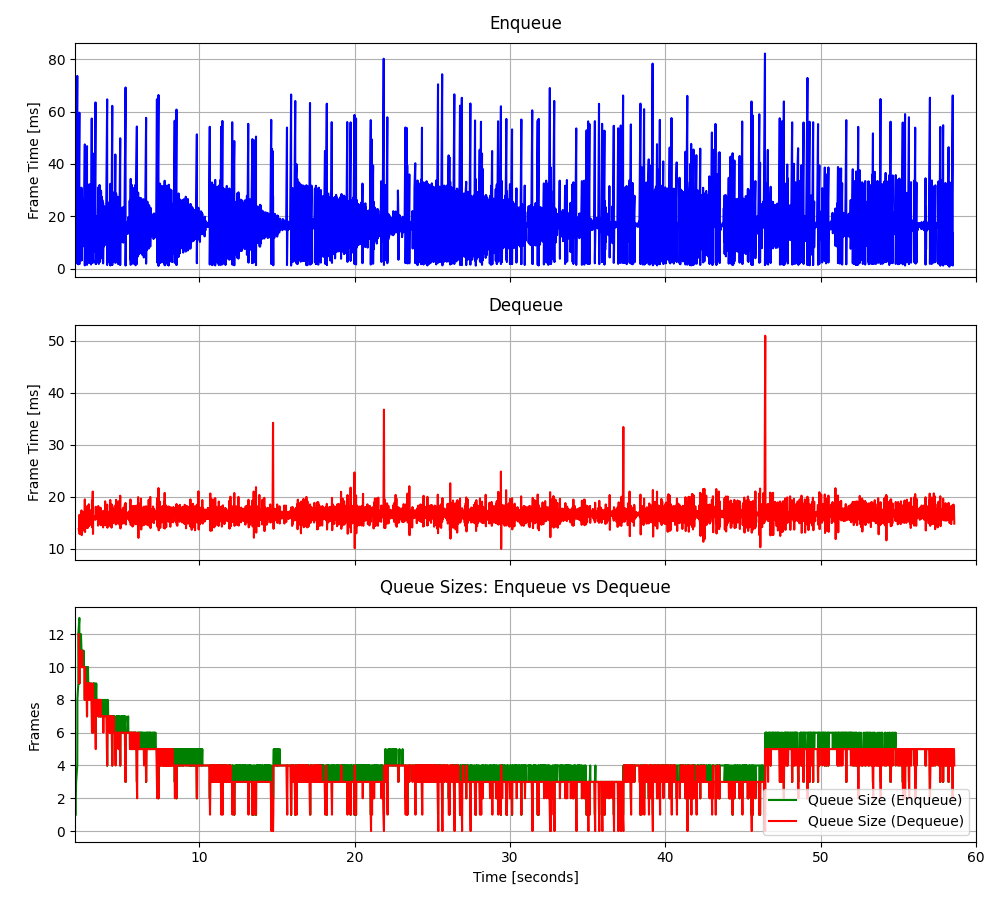 Enqueue
Frame Time [ms]
80
60
40
20
0
Dequeue
Frame Time [ms]
50
40
30
20
10
Queue Sizes: Enqueue vs Dequeue
Frames
12
10
8
6
4
2
0
Queue Size (Enqueue)
Queue Size (Dequeue)
10 20 30 40 50 60
Time [seconds]